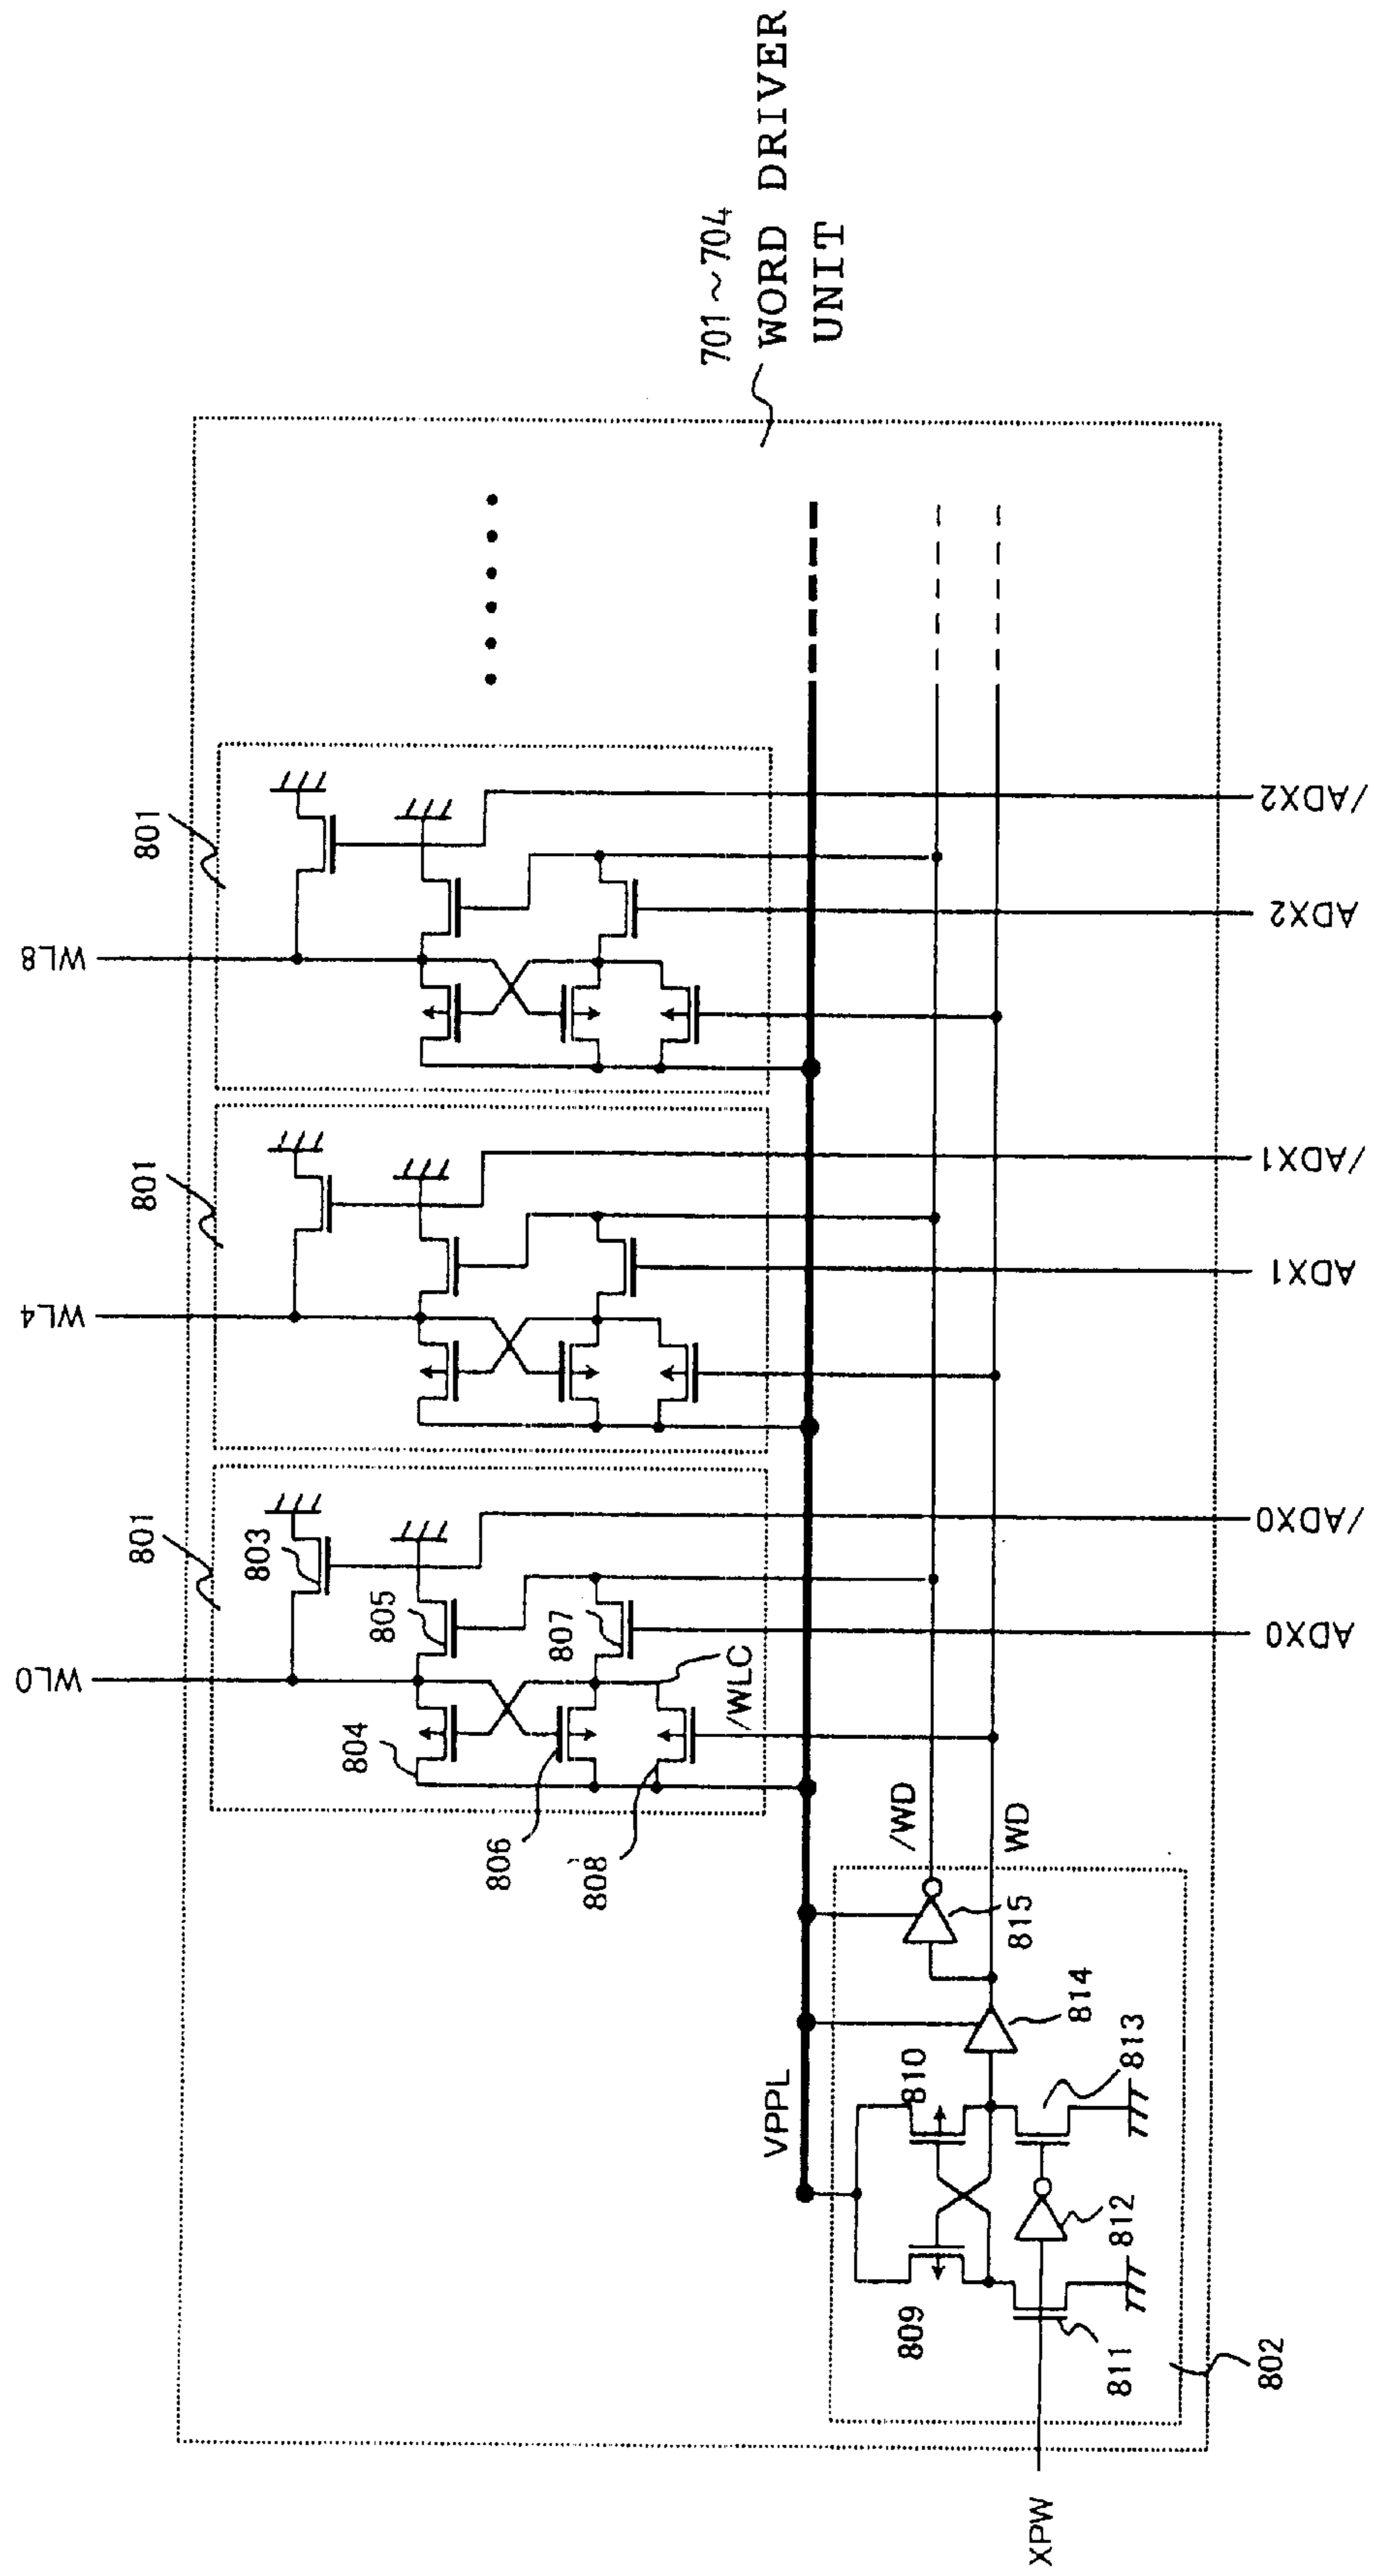 701～704
WORD DRIVER
UNIT
WL0
WL4
WL8
801
801
801
803
804
805
806
807
808
/WLC
VPPL
/WD
WD
809
810
811
812
813
814
815
802
XPW
ADX0
/ADX0
ADX1
/ADX1
ADX2
/ADX2